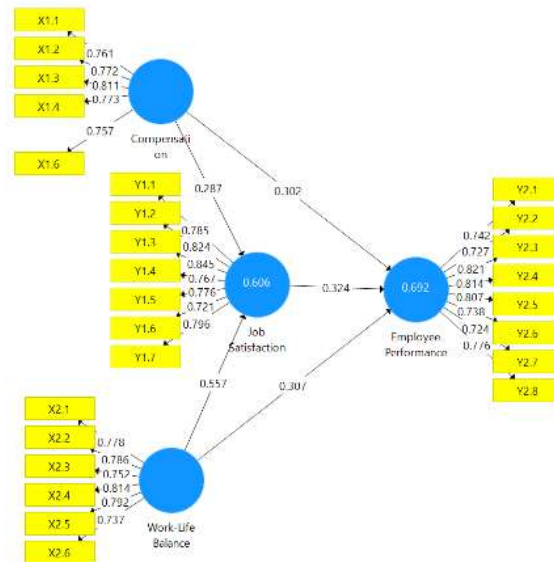 X1.1
X1.2
X1.3
X1.4
X1.6
0.761
0.772
0.811
0.773
0.757
Compensati
on
0.287
0.302
Y1.1
Y1.2
Y1.3
Y1.4
Y1.5
Y1.6
Y1.7
0.785
0.824
0.845
0.767
0.776
0.721
0.796
0.606
Job
Satisfaction
0.324
0.692
Employee
Performance
0.742
0.727
0.821
0.814
0.807
0.738
0.724
0.776
Y2.1
Y2.2
Y2.3
Y2.4
Y2.5
Y2.6
Y2.7
Y2.8
0.557
0.307
X2.1
X2.2
X2.3
X2.4
X2.5
X2.6
0.778
0.786
0.752
0.814
0.792
0.737
Work-Life
Balance